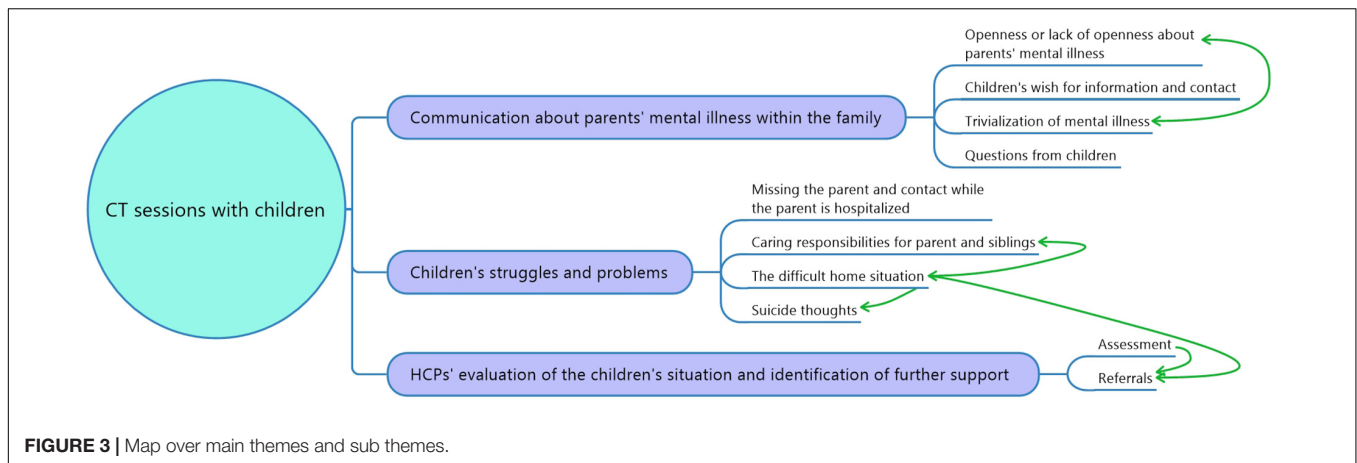 CT sessions with children
Communication about parents' mental illness within the family
Openness or lack of openness about
parents' mental illness
Children's wish for information and contact
Trivialization of mental illness
Questions from children
Children's struggles and problems
Missing the parent and contact while
the parent is hospitalized
Caring responsibilities for parent and siblings
The difficult home situation
Suicide thoughts
HCPs' evaluation of the children's situation and identification of further support
Assessment
Referrals
FIGURE 3 | Map over main themes and sub themes.